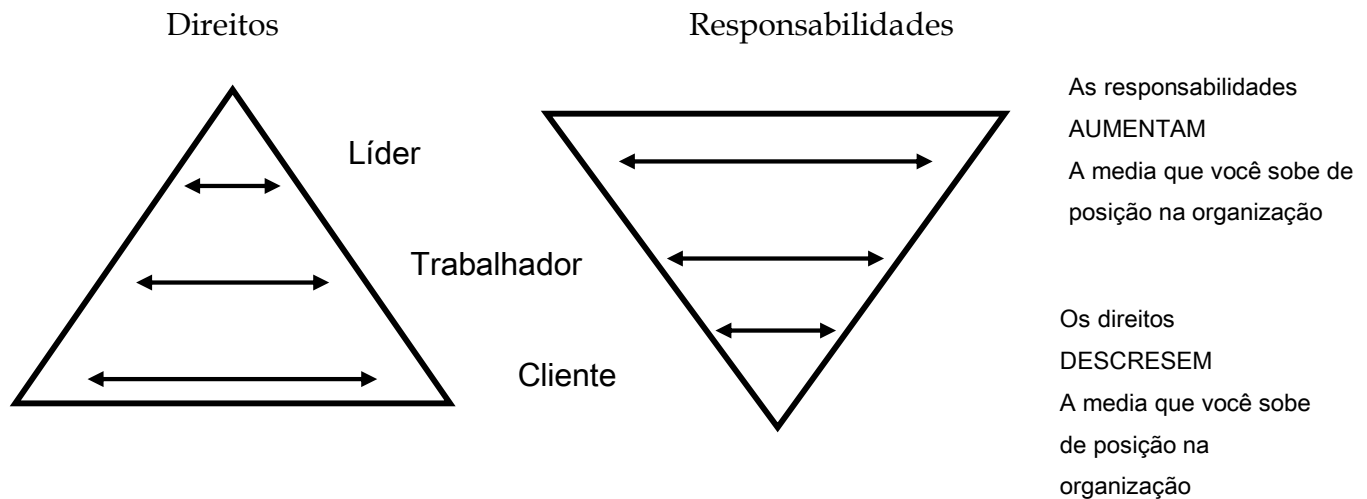 Direitos
Responsabilidades
Líder
Trabalhador
Cliente
As responsabilidades
AUMENTAM
A media que você sobe de
posição na organização
Os direitos
DESCRESEM
A media que você sobe
de posição na
organização